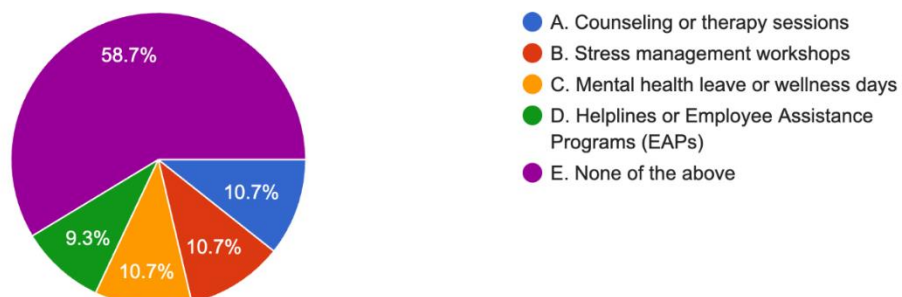 58.7%
10.7%
9.3%
10.7%
10.7%
A. Counseling or therapy sessions
B. Stress management workshops
C. Mental health leave or wellness days
D. Helplines or Employee Assistance
Programs (EAPs)
E. None of the above